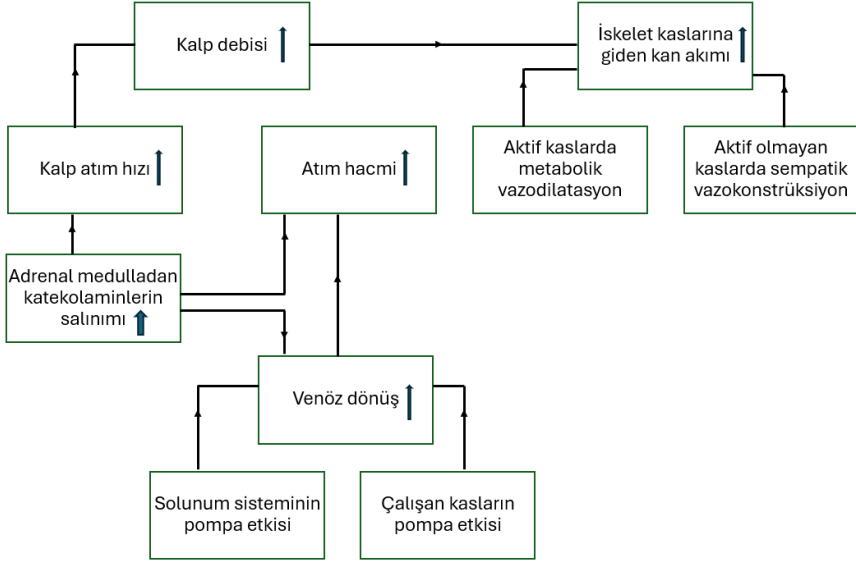 Kalp debisi
İskelet kaslarına
giden kan akımı
Kalp atım hızı
Atım hacmi
Aktif kaslarda
metabolik
vazodilatasyon
Aktif olmayan
kaslarda sempatik
vazokonstrüksiyon
Adrenal medulladan
katekolaminlerin
salınımı
Venöz dönüş
Solunum sisteminin
pompa etkisi
Çalışan kasların
pompa etkisi